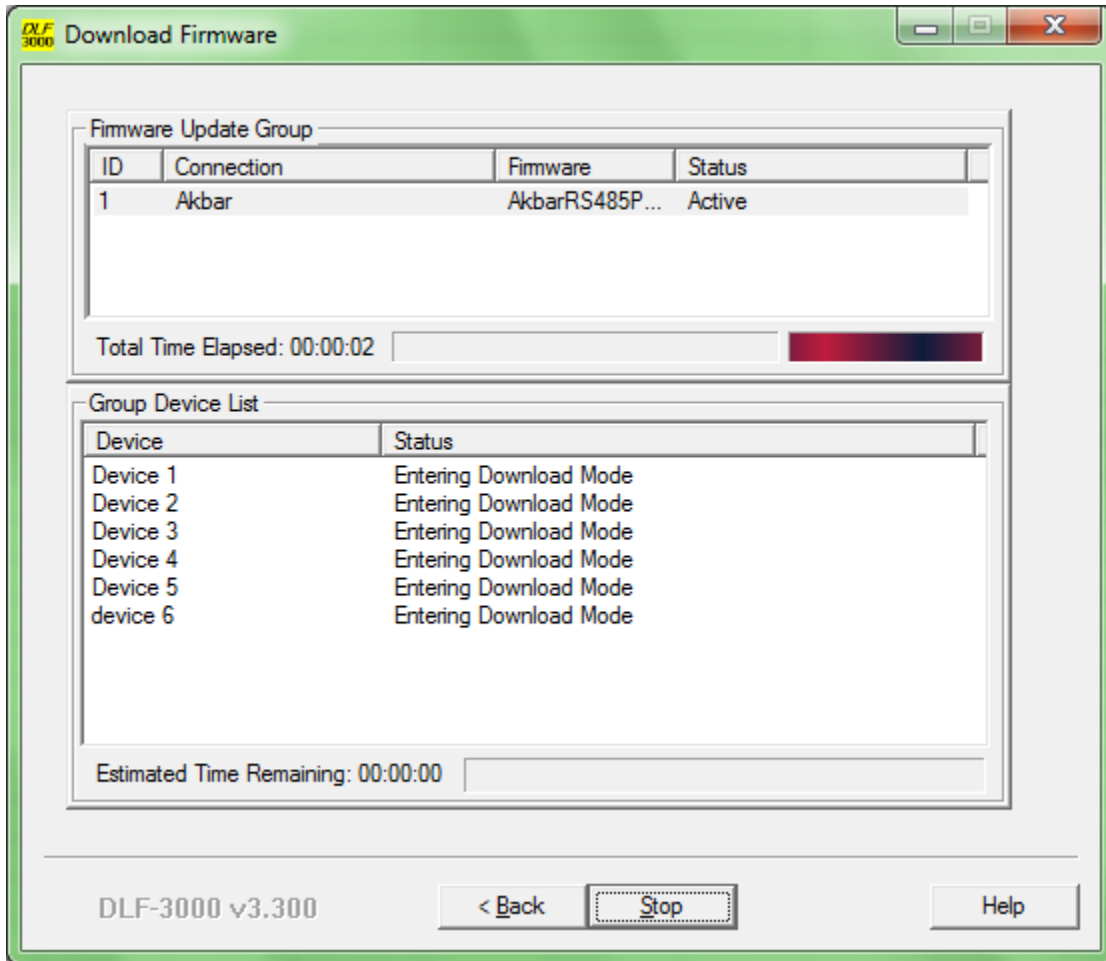 DLF 3000 Download Firmware
Firmware Update Group
ID Connection Firmware Status
1 Akbar AkbarRS485P... Active
Total Time Elapsed: 00:00:02
Group Device List
Device Status
Device 1 Entering Download Mode
Device 2 Entering Download Mode
Device 3 Entering Download Mode
Device 4 Entering Download Mode
Device 5 Entering Download Mode
device 6 Entering Download Mode
Estimated Time Remaining: 00:00:00
DLF-3000 v3.300 < Back Stop Help